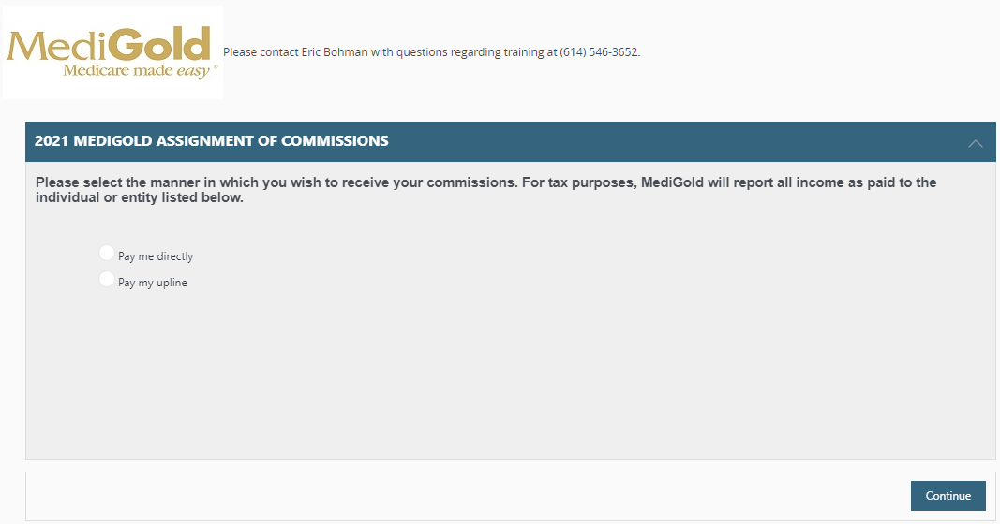 MediGold
Medicare made easy®
Please contact Eric Bohman with questions regarding training at (614) 546-3652.
2021 MEDIGOLD ASSIGNMENT OF COMMISSIONS
Please select the manner in which you wish to receive your commissions. For tax purposes, MediGold will report all income as paid to the
individual or entity listed below.
Pay me directly
Pay my upline
Continue